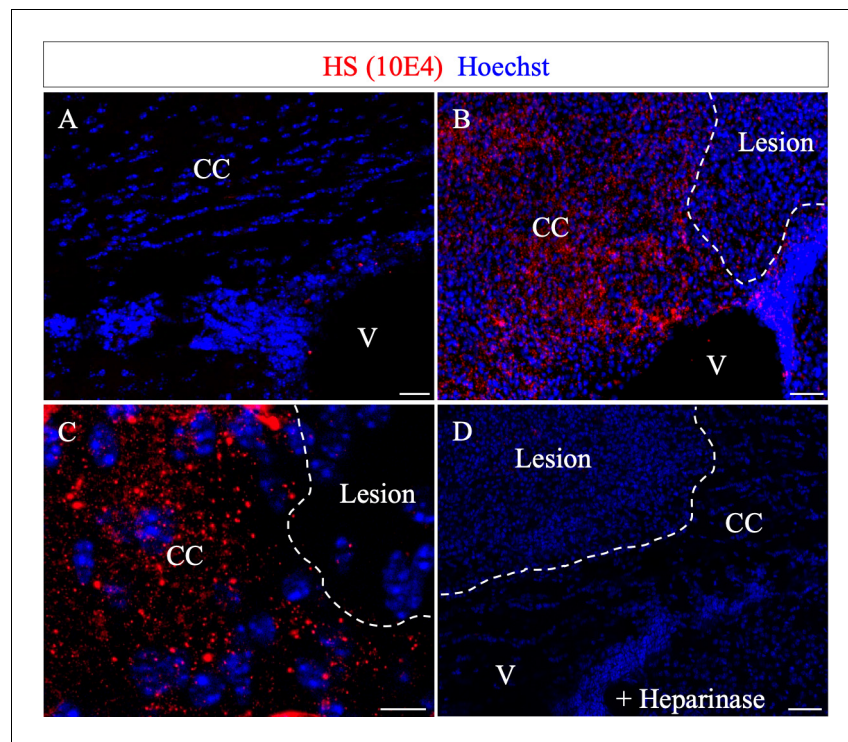 HS (10E4) Hoechst
A
CC
V
B
Lesion
CC
V
C
Lesion
CC
D
Lesion
CC
V
+ Heparinase